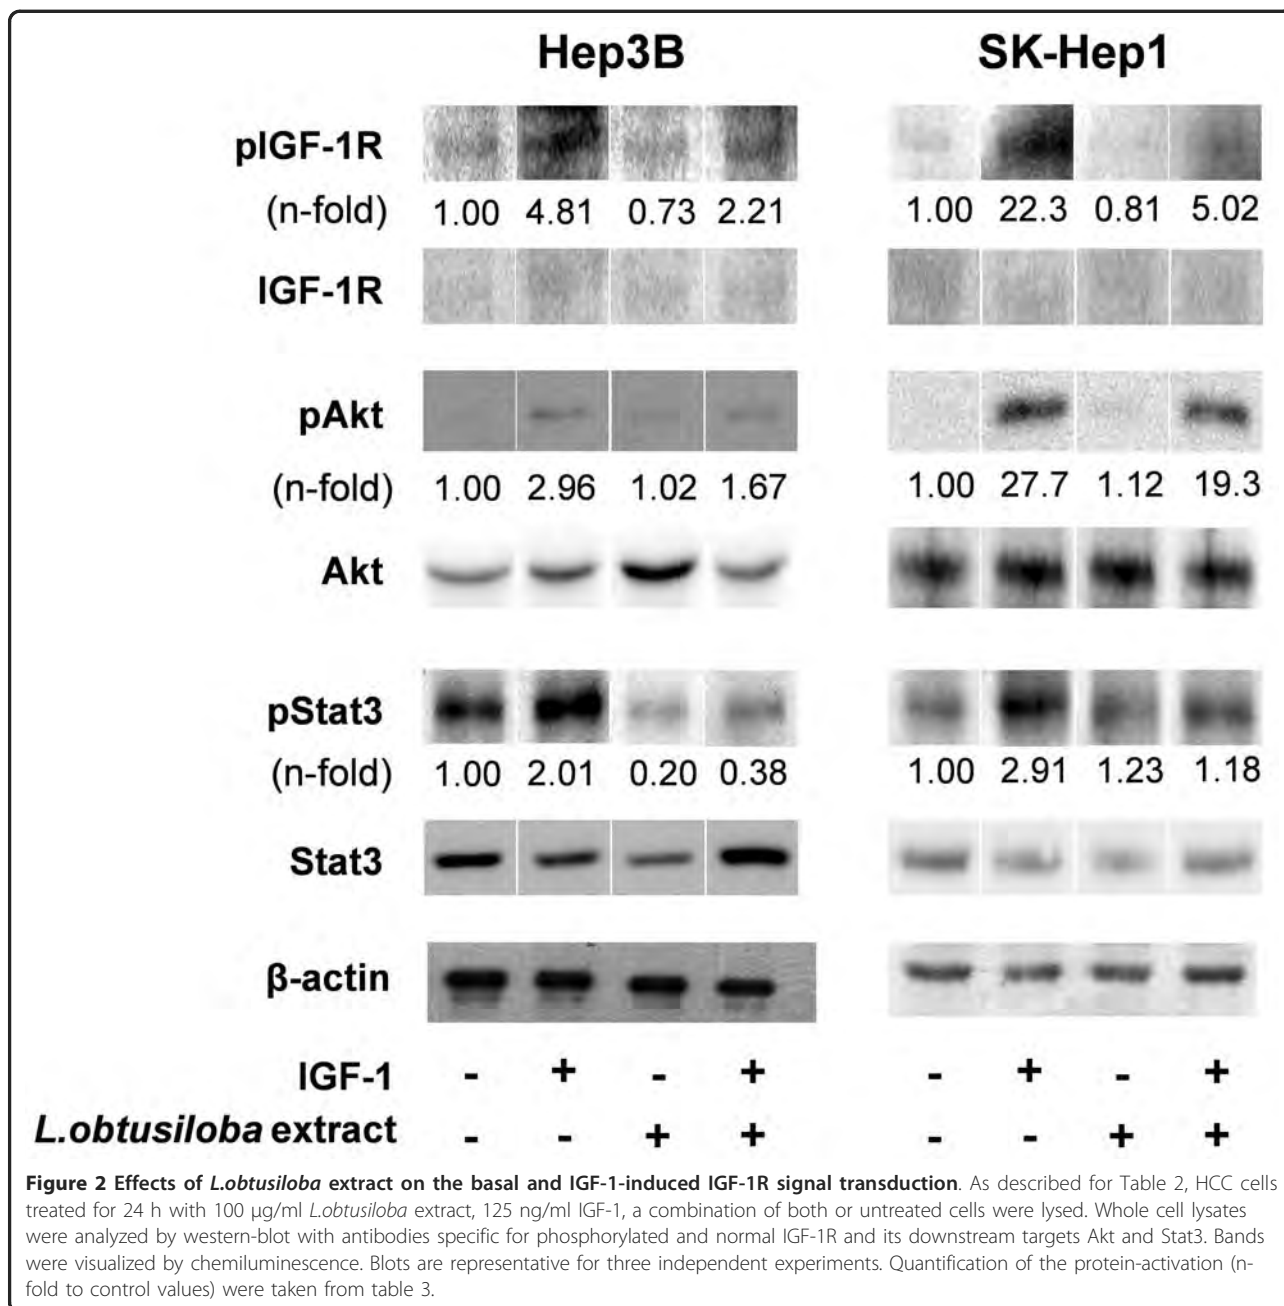 Hep3B SK-Hep1
pIGF-1R
(n-fold) 1.00 4.81 0.73 2.21 1.00 22.3 0.81 5.02
IGF-1R
pAkt
(n-fold) 1.00 2.96 1.02 1.67 1.00 27.7 1.12 19.3
Akt
pStat3
(n-fold) 1.00 2.01 0.20 0.38 1.00 2.91 1.23 1.18
Stat3
β-actin
IGF-1 - + - + - + - +
L.obtusiloba extract - - + + - - + +
Figure 2 Effects of L.obtusiloba extract on the basal and IGF-1-induced IGF-1R signal transduction. As described for Table 2, HCC cells
treated for 24 h with 100 μg/ml L.obtusiloba extract, 125 ng/ml IGF-1, a combination of both or untreated cells were lysed. Whole cell lysates
were analyzed by western-blot with antibodies specific for phosphorylated and normal IGF-1R and its downstream targets Akt and Stat3. Bands
were visualized by chemiluminescence. Blots are representative for three independent experiments. Quantification of the protein-activation (n-
fold to control values) were taken from table 3.